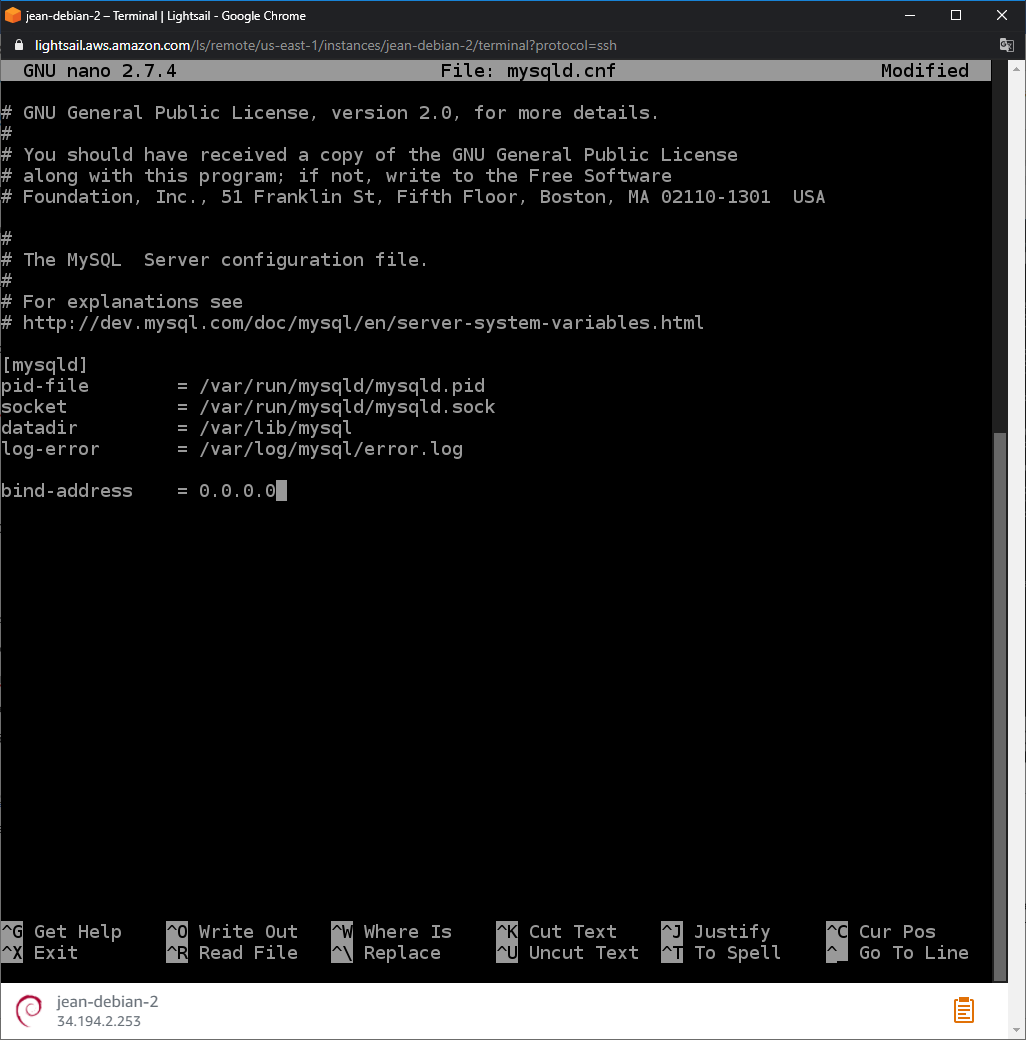 jean-debian-2 – Terminal | Lightsail - Google Chrome
lightsail.aws.amazon.com/ls/remote/us-east-1/instances/jean-debian-2/terminal?protocol=ssh
GNU nano 2.7.4 File: mysqld.cnf Modified
# GNU General Public License, version 2.0, for more details.
#
# You should have received a copy of the GNU General Public License
# along with this program; if not, write to the Free Software
# Foundation, Inc., 51 Franklin St, Fifth Floor, Boston, MA 02110-1301  USA
#
# The MySQL  Server configuration file.
#
# For explanations see
# http://dev.mysql.com/doc/mysql/en/server-system-variables.html
[mysqld]
pid-file        = /var/run/mysqld/mysqld.pid
socket          = /var/run/mysqld/mysqld.sock
datadir         = /var/lib/mysql
log-error       = /var/log/mysql/error.log
bind-address    = 0.0.0.0
^G Get Help ^O Write Out ^W Where Is ^K Cut Text ^J Justify ^C Cur Pos
^X Exit ^R Read File ^\ Replace ^U Uncut Text ^T To Spell ^_ Go To Line
jean-debian-2
34.194.2.253